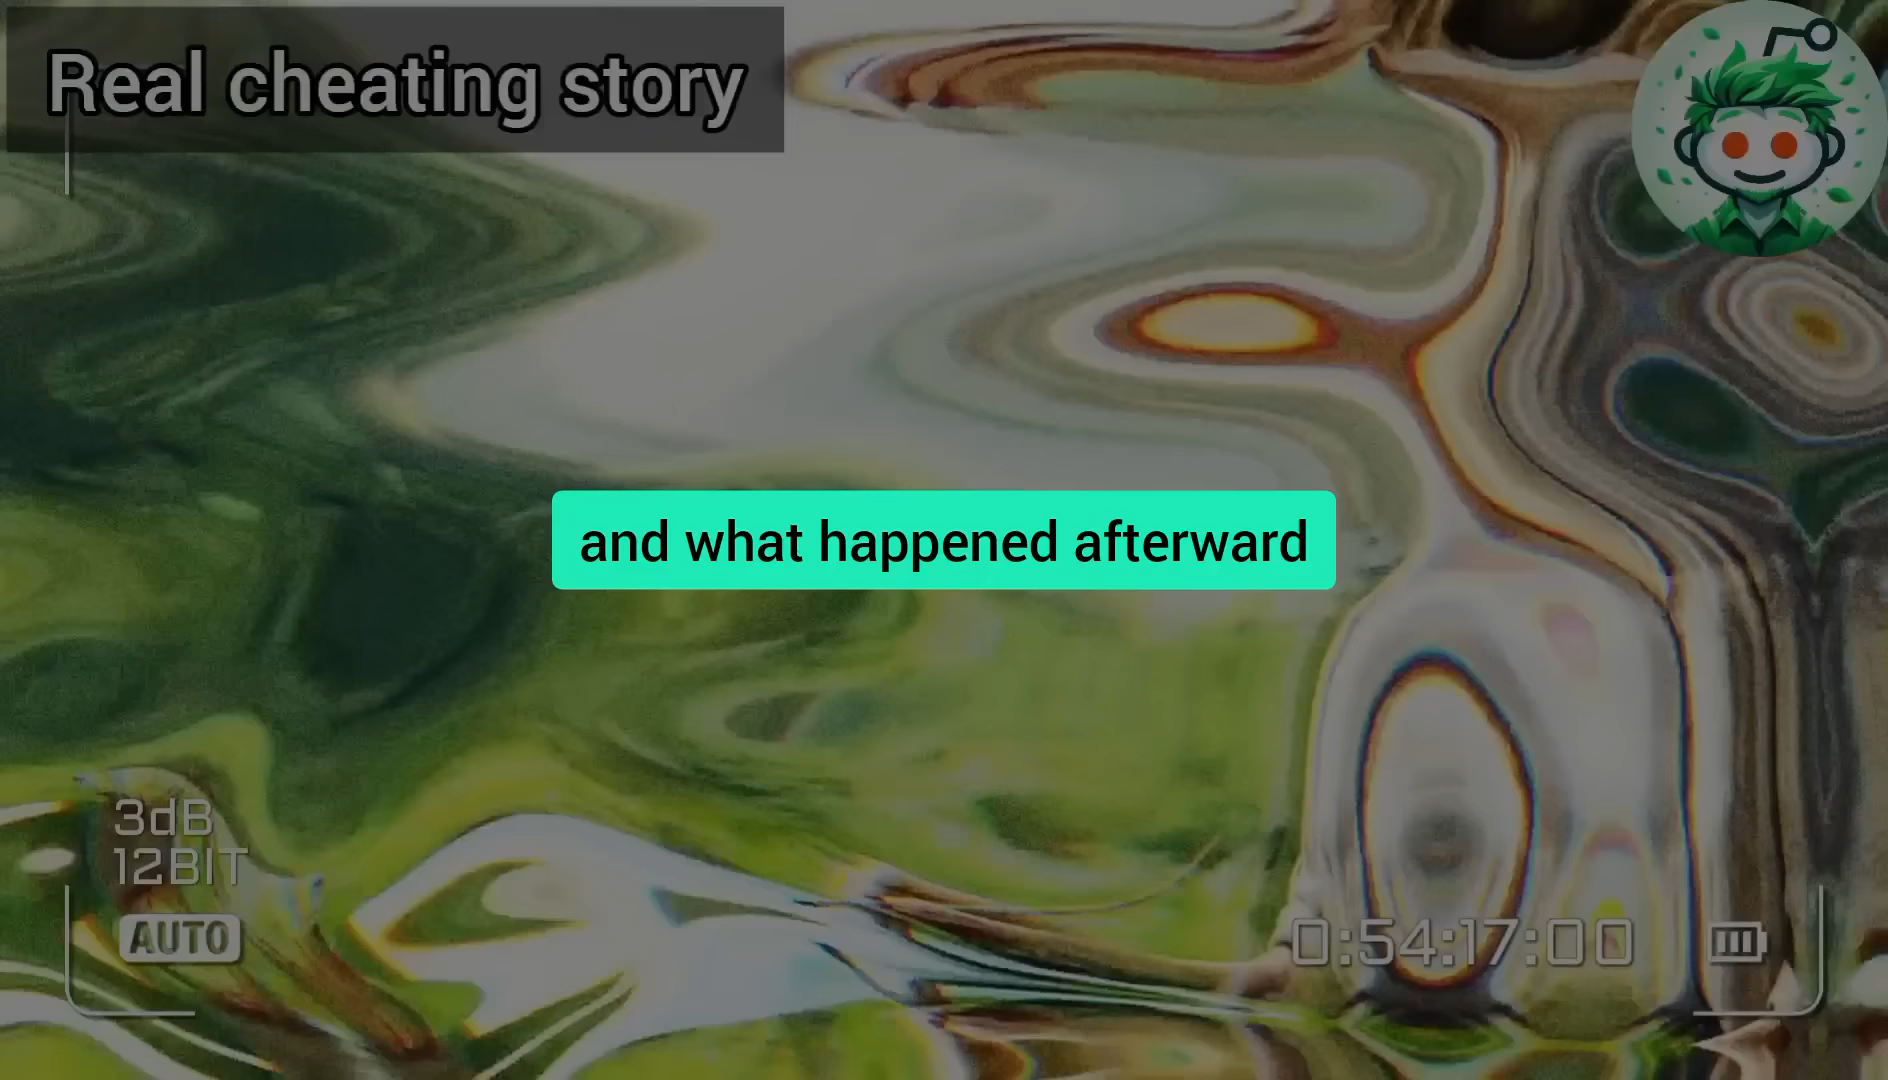 Real cheating story
and what happened afterward
3dB
12BIT
AUTO
0:54:17:00